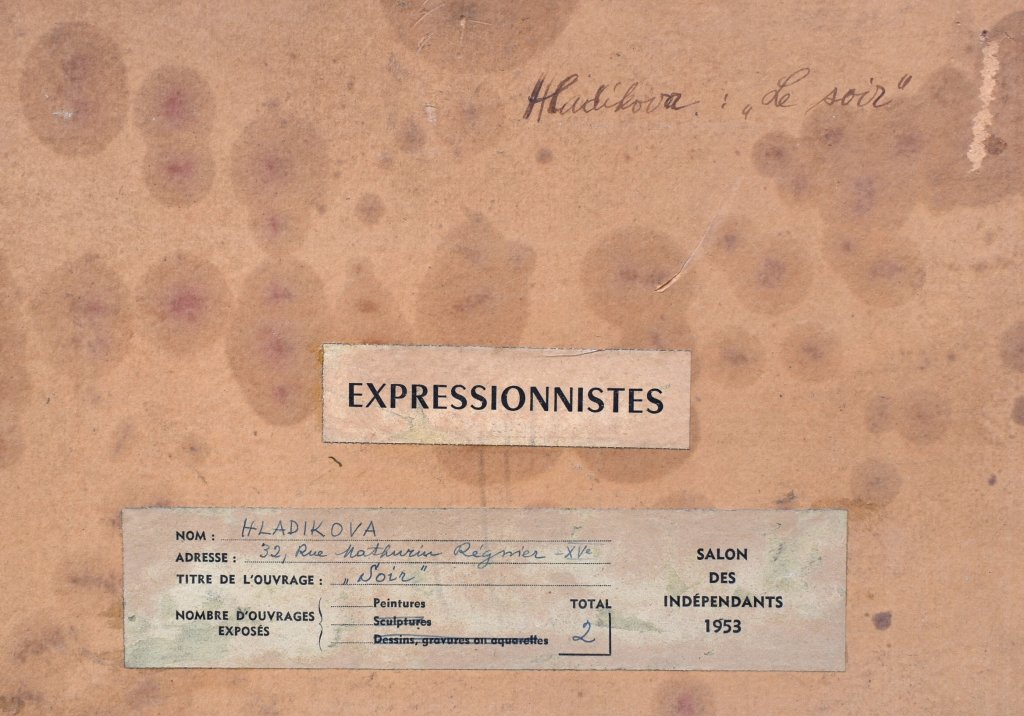 Hladikova : „Le soir"
EXPRESSIONNISTES
NOM : HLADIKOVA
ADRESSE : 32, Rue Mathurin Régnier -XVe
TITRE DE L'OUVRAGE : „Soir"
NOMBRE D'OUVRAGES EXPOSÉS
Peintures
Sculptures
Dessins, gravures ou aquarelles
TOTAL
2
SALON
DES
INDÉPENDANTS
1953